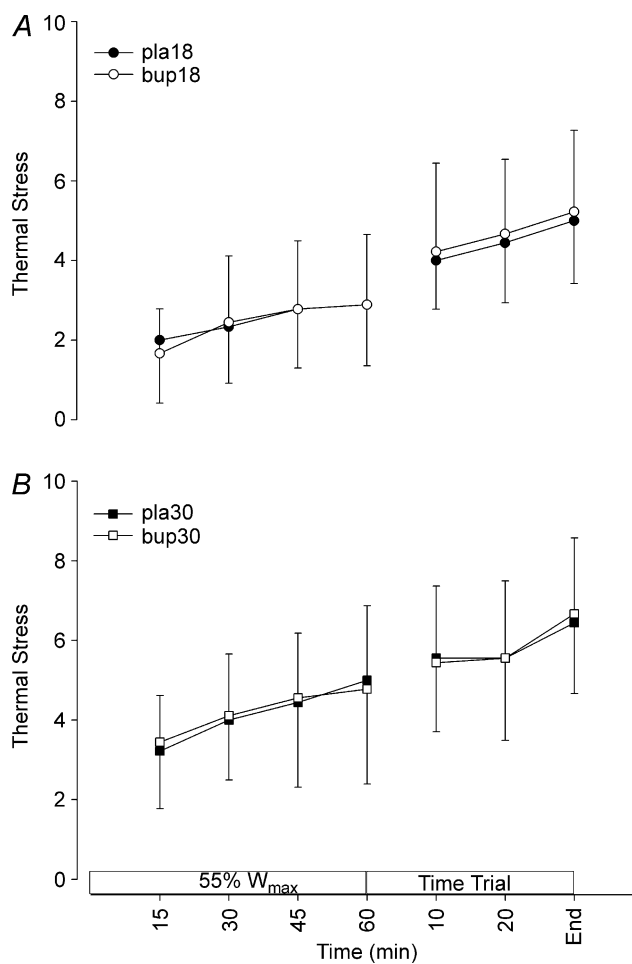 A
10
8
6
4
2
0
Thermal Stress
pla18
bup18
B
10
8
6
4
2
0
Thermal Stress
pla30
bup30
55% Wmax
Time Trial
15 30 45 60 10 20 End
Time (min)